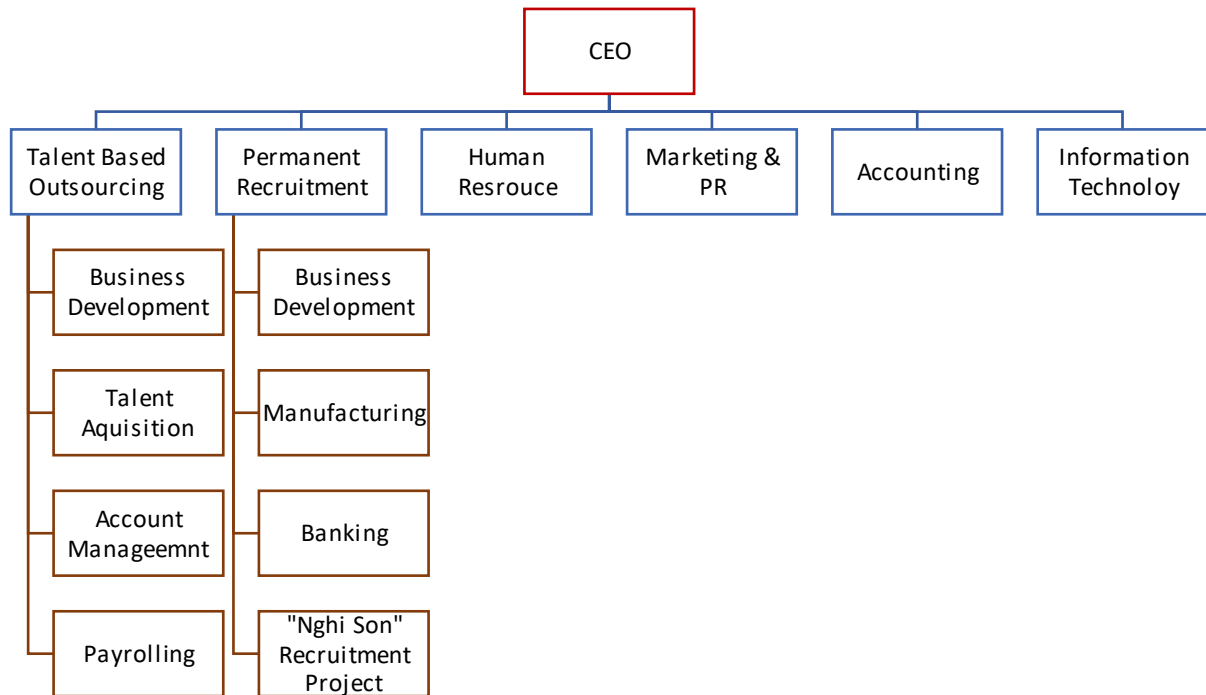 CEO
Talent Based
Outsourcing
Permanent
Recruitment
Human
Resrouce
Marketing &
PR
Accounting
Information
Technoloy
Business
Development
Talent
Aquisition
Account
Manageemnt
Payrolling
Business
Development
Manufacturing
Banking
"Nghi Son"
Recruitment
Project